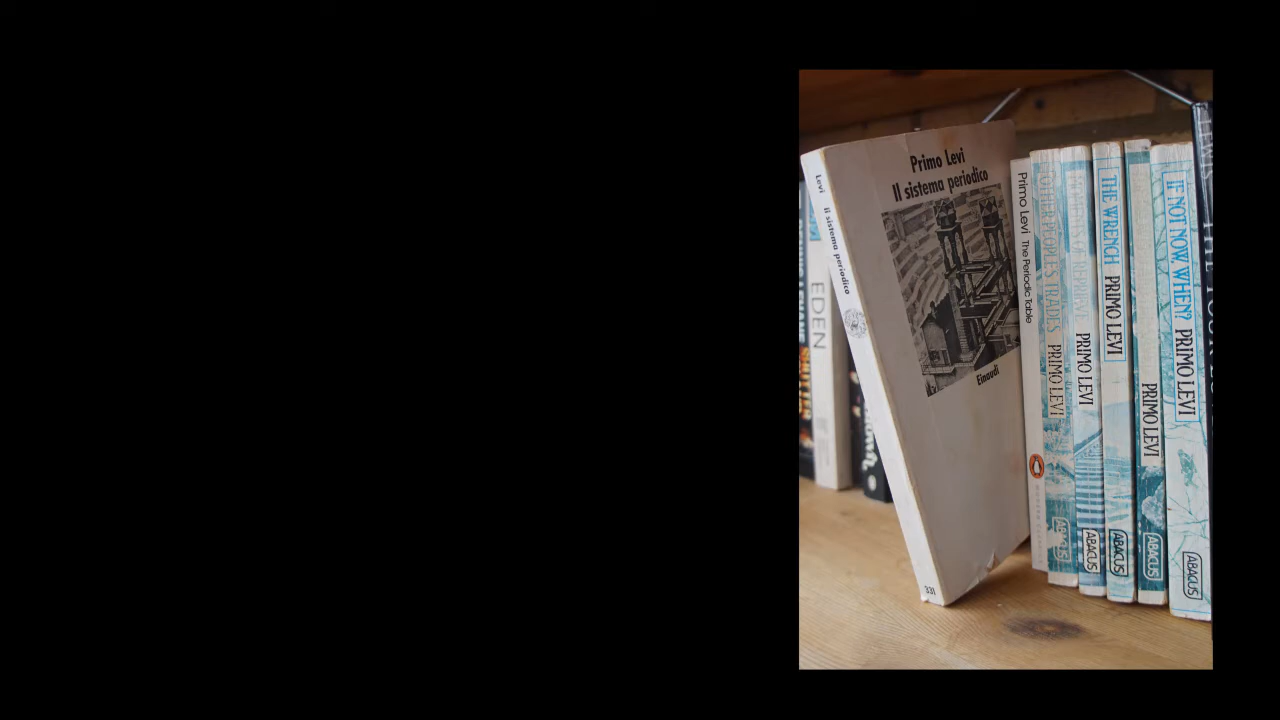 Primo Levi
Il sistema periodico
Einaudi
Levi Il sistema periodico
331
EDEN
Primo Levi The Periodic Table
OTHER PEOPLE'S TRADES PRIMO LEVI
ABACUS
PRIMO LEVI
ABACUS
THE WRENCH PRIMO LEVI
ABACUS
PRIMO LEVI
ABACUS
IF NOT NOW, WHEN? PRIMO LEVI
ABACUS